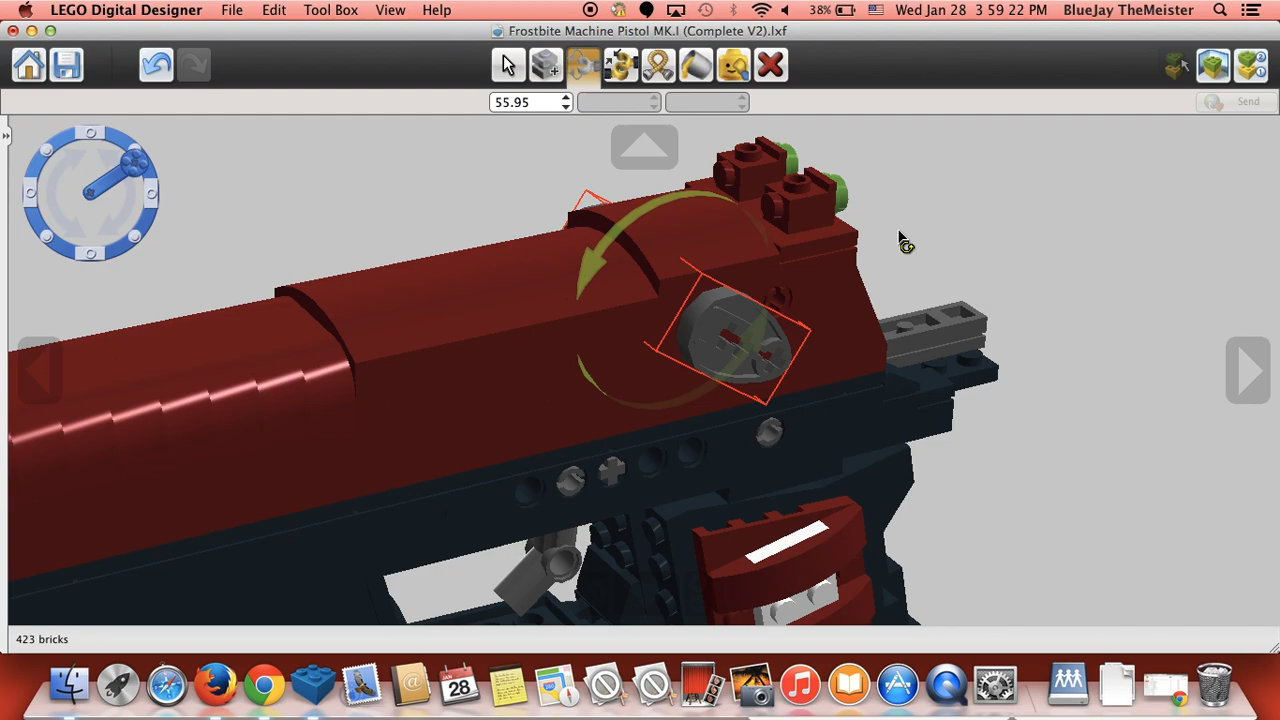 LEGO Digital Designer File Edit Tool Box View Help 38% Wed Jan 28 3 59 22 PM BlueJay TheMeister
Frostbite Machine Pistol MK.I (Complete V2).lxf
55.95
Send
423 bricks
28